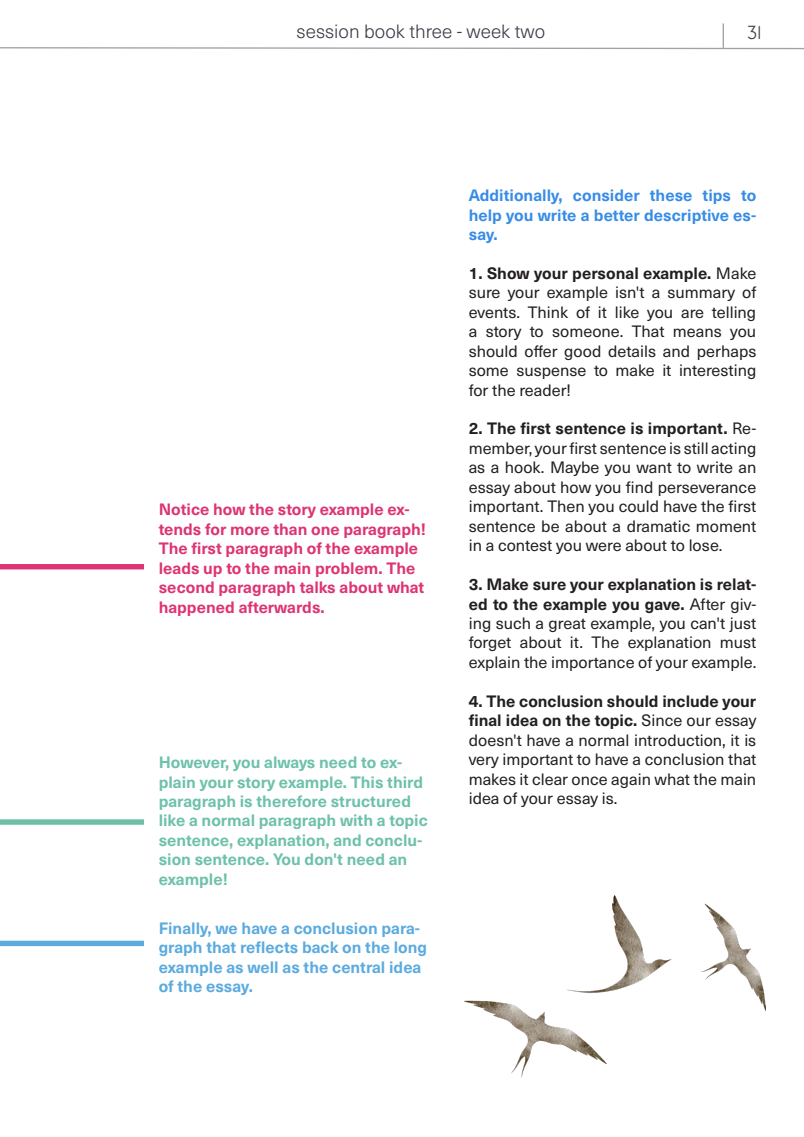 session book three - week two
31
Notice how the story example ex-
tends for more than one paragraph!
The first paragraph of the example
leads up to the main problem. The
second paragraph talks about what
happened afterwards.
However, you always need to ex-
plain your story example. This third
paragraph is therefore structured
like a normal paragraph with a topic
sentence, explanation, and conclu-
sion sentence. You don't need an
example!
Finally, we have a conclusion para-
graph that reflects back on the long
example as well as the central idea
of the essay.
Additionally, consider these tips to
help you write a better descriptive es-
say.
1. Show your personal example. Make
sure your example isn't a summary of
events. Think of it like you are telling
a story to someone. That means you
should offer good details and perhaps
some suspense to make it interesting
for the reader!
2. The first sentence is important. Re-
member, your first sentence is still acting
as a hook. Maybe you want to write an
essay about how you find perseverance
important. Then you could have the first
sentence be about a dramatic moment
in a contest you were about to lose.
3. Make sure your explanation is relat-
ed to the example you gave. After giv-
ing such a great example, you can't just
forget about it. The explanation must
explain the importance of your example.
4. The conclusion should include your
final idea on the topic. Since our essay
doesn't have a normal introduction, it is
very important to have a conclusion that
makes it clear once again what the main
idea of your essay is.